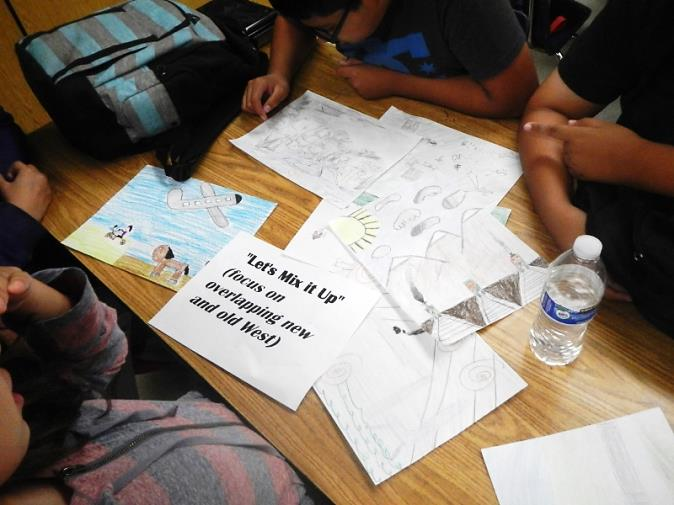 "Let's Mix it Up"
(focus on
overlapping new
and old West)